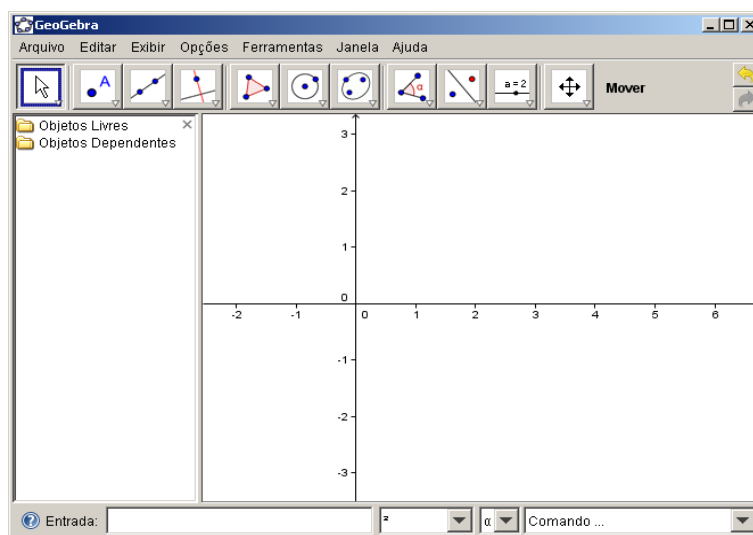 GeoGebra
Arquivo Editar Exibir Opções Ferramentas Janela Ajuda
A α a = 2 Mover
Objetos Livres
Objetos Dependentes
3
2
1
0
-2 -1 0 1 2 3 4 5 6
-1
-2
-3
Entrada: ² α Comando ...